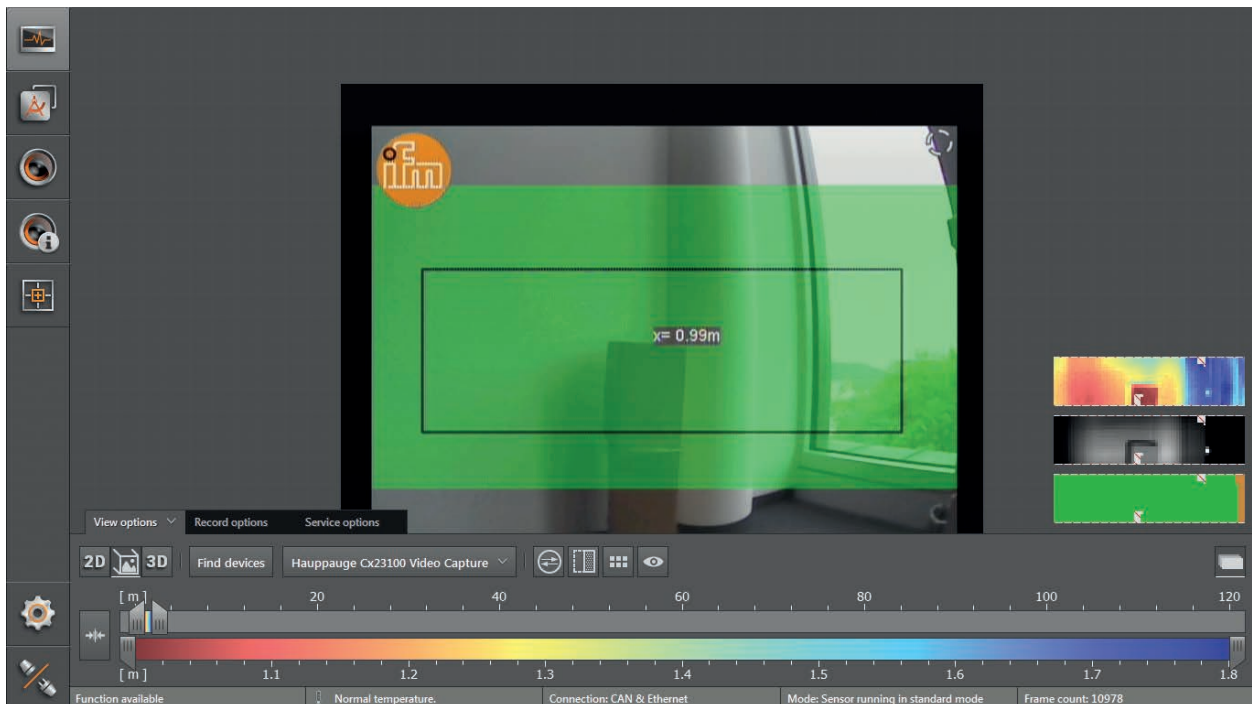 ifm
x= 0.99m
View options Record options Service options
2D 3D Find devices Hauppauge Cx23100 Video Capture
[ m ] 20 40 60 80 100 120
[ m ] 1.1 1.2 1.3 1.4 1.5 1.6 1.7 1.8
Function available Normal temperature. Connection: CAN & Ethernet Mode: Sensor running in standard mode Frame count: 10978